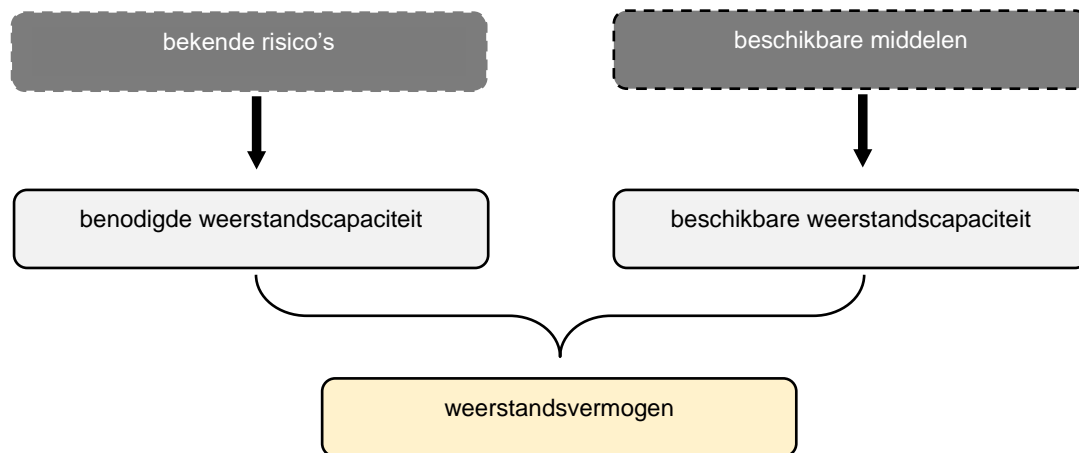 bekende risico’s
beschikbare middelen
benodigde weerstandscapaciteit
beschikbare weerstandscapaciteit
weerstandsvermogen